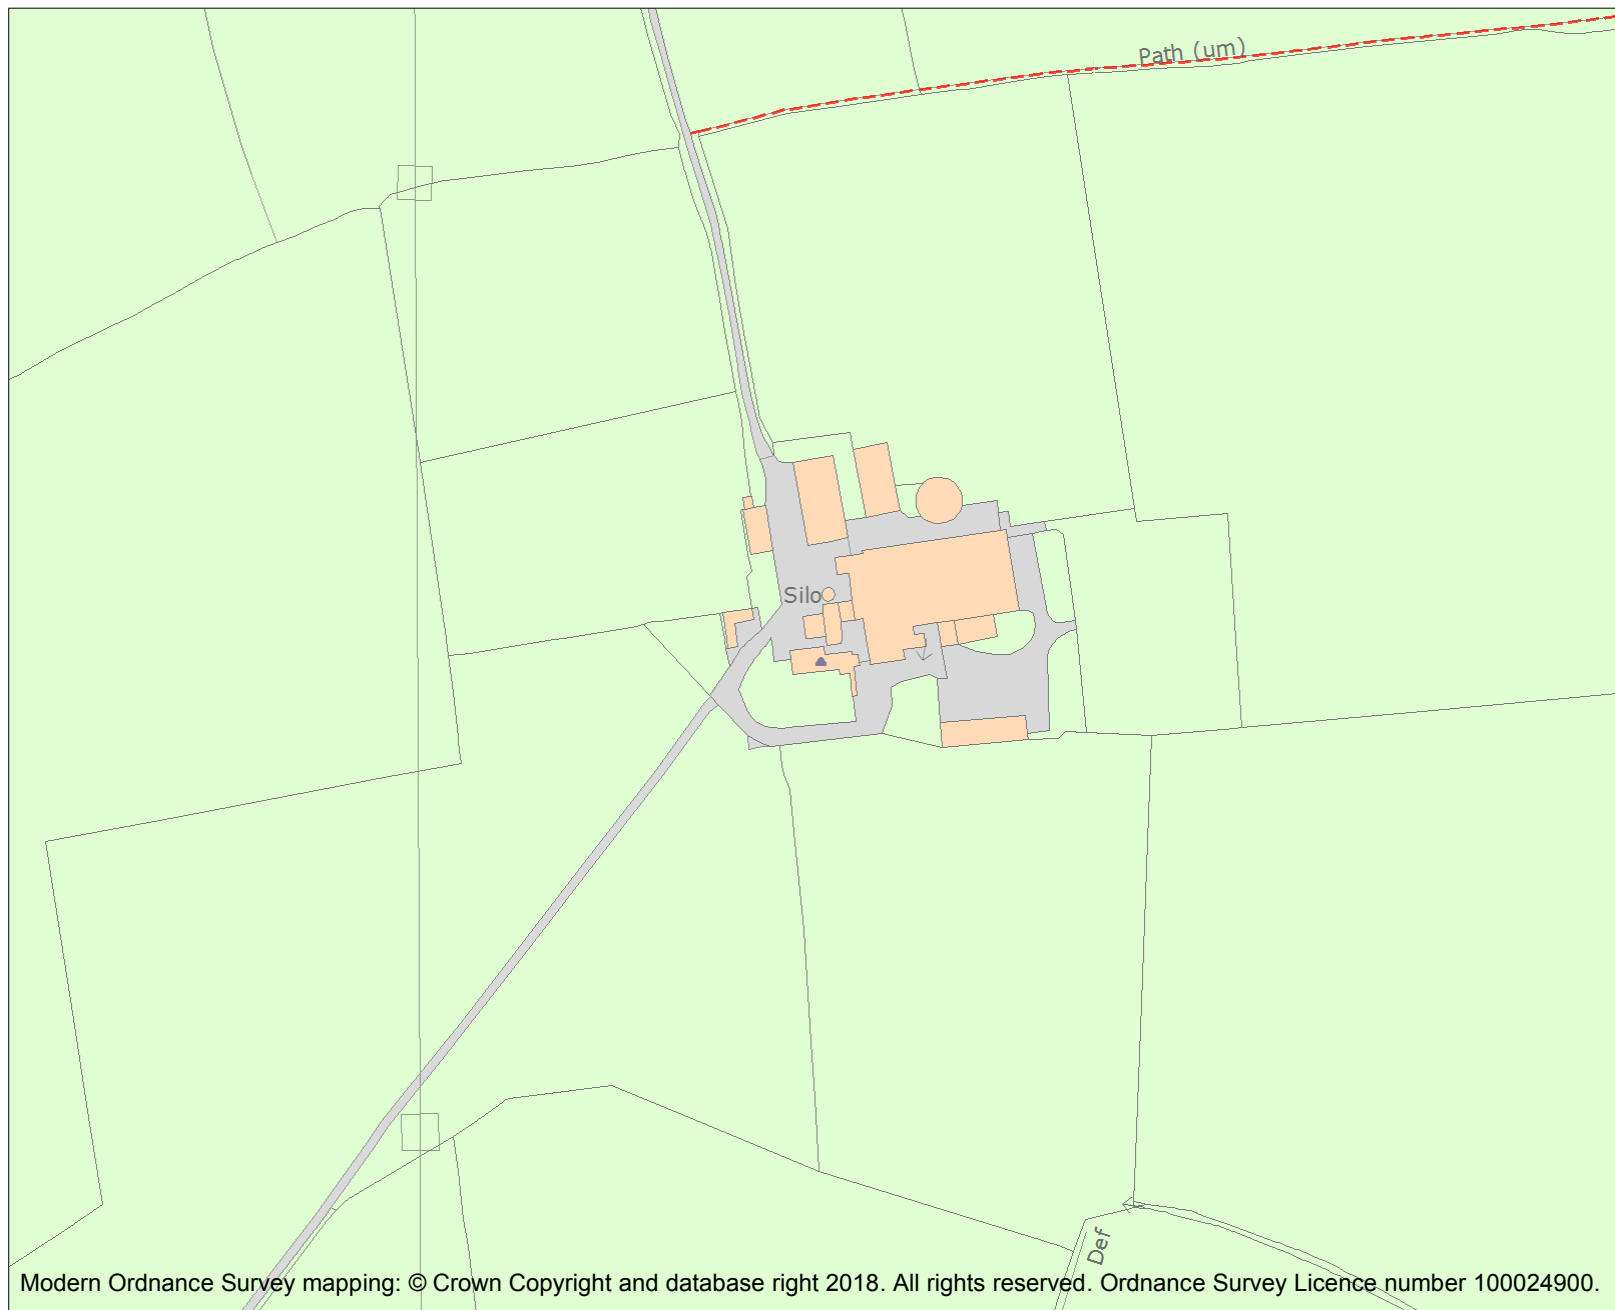 Path (um)
Silo
Def
Modern Ordnance Survey mapping: © Crown Copyright and database right 2018. All rights reserved. Ordnance Survey Licence number 100024900.